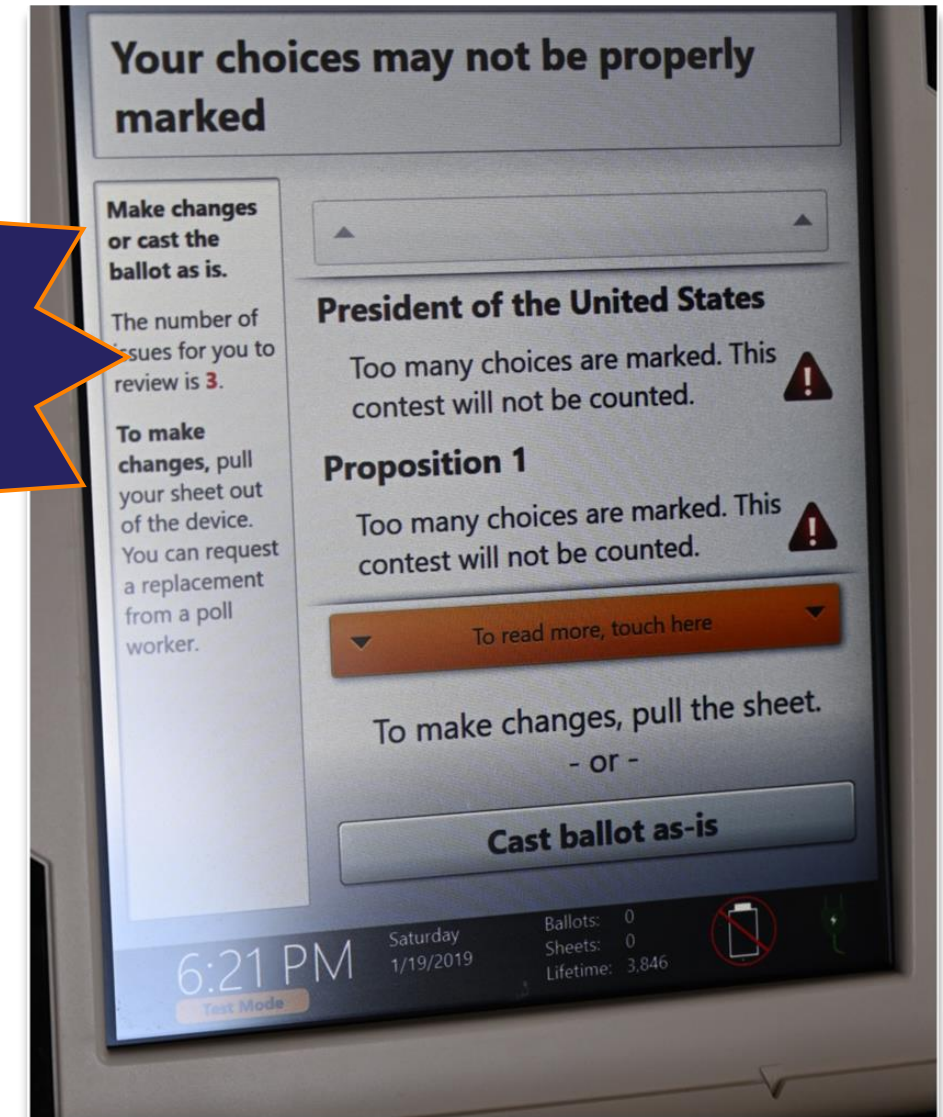 Your choices may not be properly
marked
Make changes
or cast the
ballot as is.
The number of
issues for you to
review is 3.
To make
changes, pull
your sheet out
of the device.
You can request
a replacement
from a poll
worker.
President of the United States
Too many choices are marked. This
contest will not be counted.
Proposition 1
Too many choices are marked. This
contest will not be counted.
To read more, touch here
To make changes, pull the sheet.
- or -
Cast ballot as-is
6:21 PM
Test Mode
Saturday
1/19/2019
Ballots: 0
Sheets: 0
Lifetime: 3,846